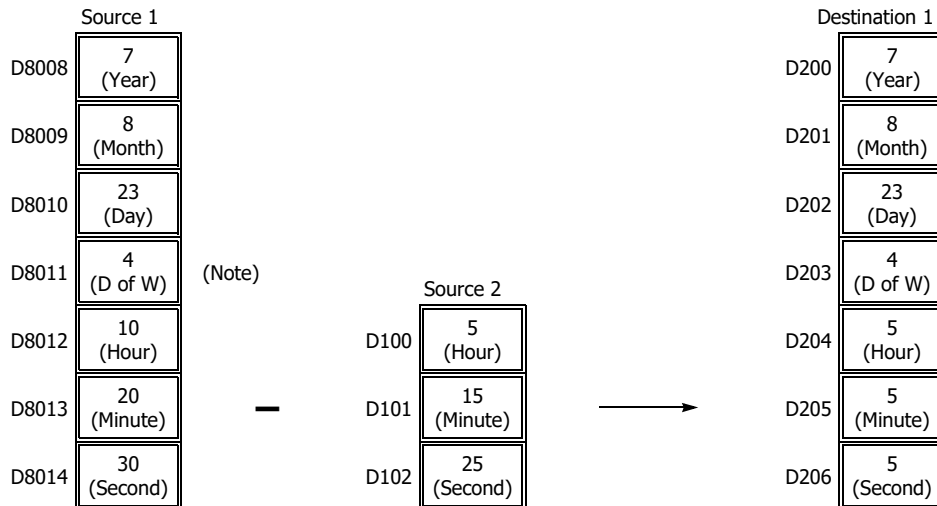 Source 1
Destination 1
D8008
7
(Year)
D200
7
(Year)
D8009
8
(Month)
D201
8
(Month)
D8010
23
(Day)
D202
23
(Day)
D8011
4
(D of W)
(Note)
D203
4
(D of W)
Source 2
D8012
10
(Hour)
D100
5
(Hour)
D204
5
(Hour)
D8013
20
(Minute)
–
D101
15
(Minute)
D205
5
(Minute)
D8014
30
(Second)
D102
25
(Second)
D206
5
(Second)